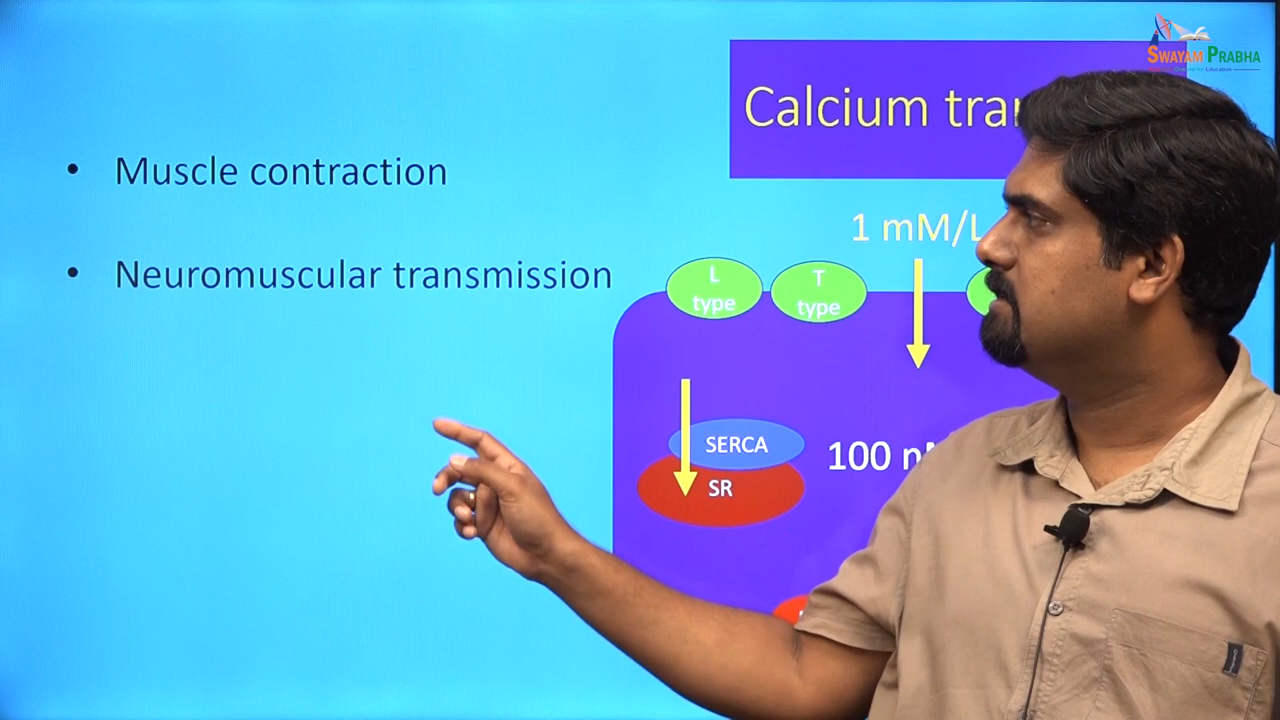 SWAYAM PRABHA
Calcium tra
• Muscle contraction
1 mM/L
• Neuromuscular transmission
L
type
T
type
SERCA
100 n
SR